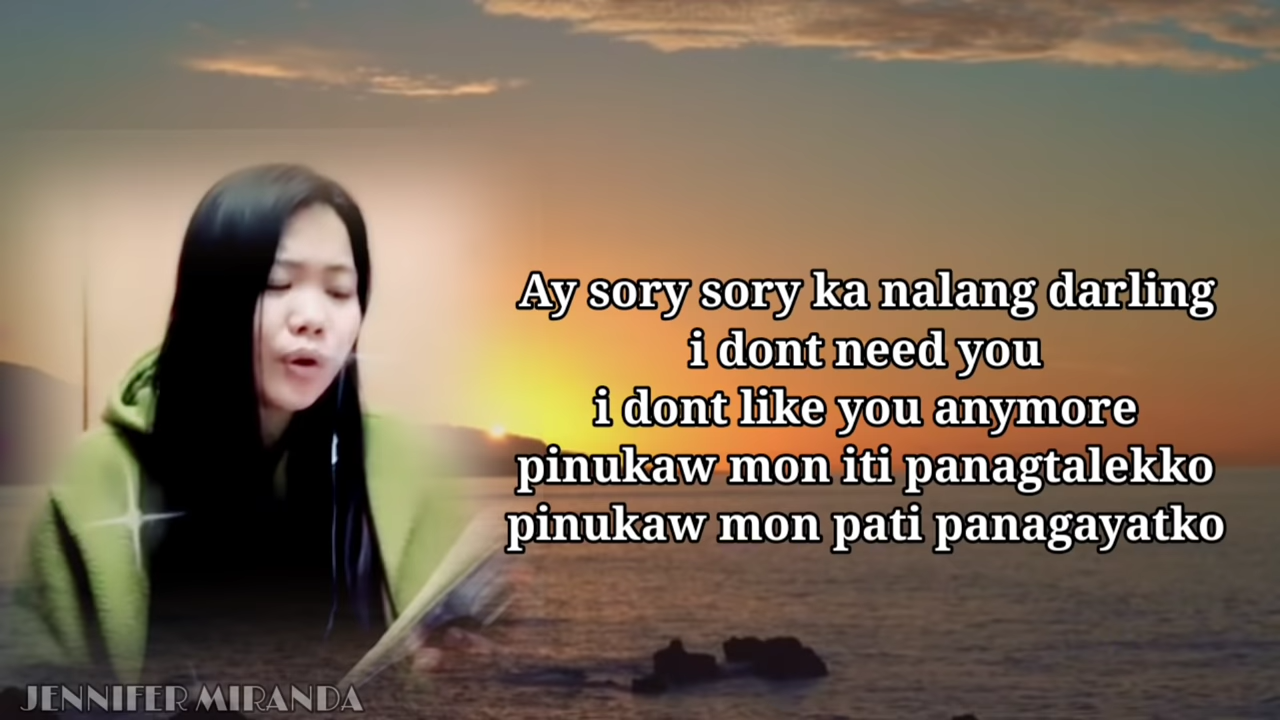 Ay sory sory ka nalang darling
i dont need you
i dont like you anymore
pinukaw mon iti panagtalekko
pinukaw mon pati panagayatko
JENNIFER MIRANDA